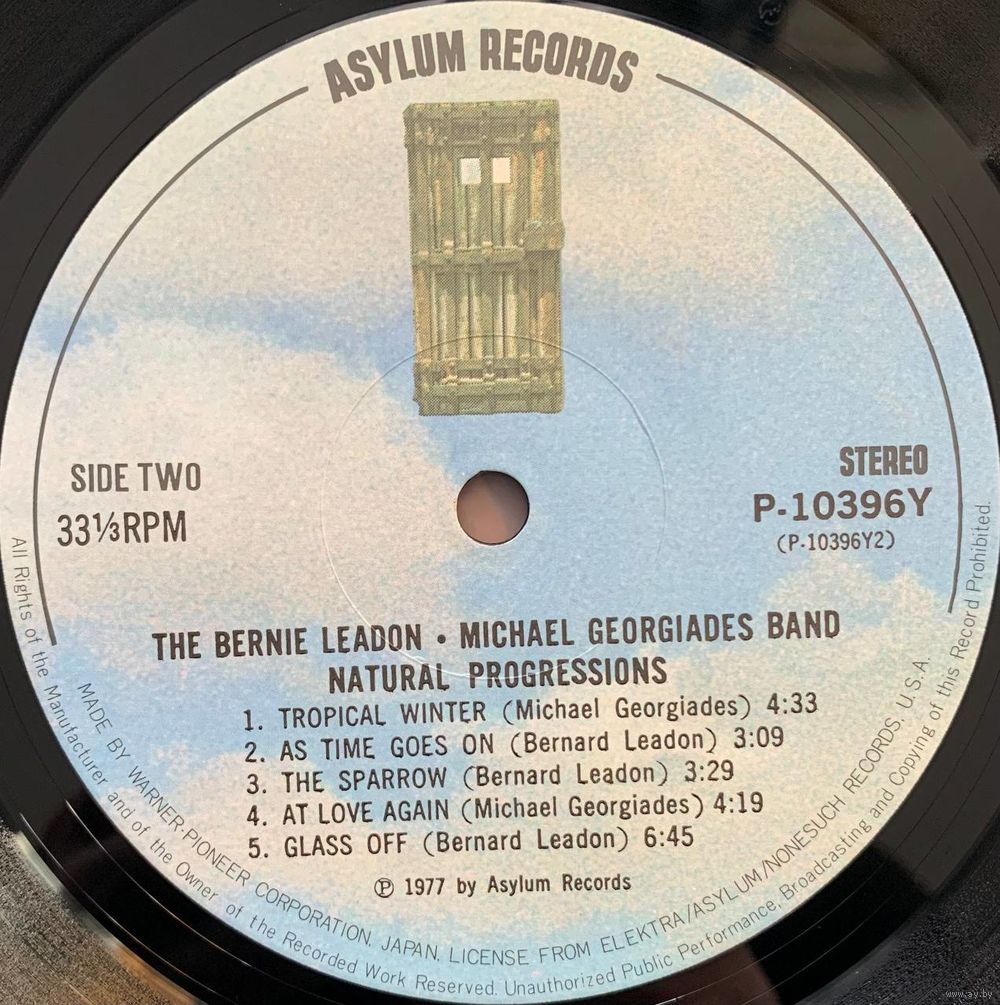 ASYLUM RECORDS
SIDE TWO
33⅓RPM
STEREO
P-10396Y
(P-10396Y2)
THE BERNIE LEADON • MICHAEL GEORGIADES BAND
NATURAL PROGRESSIONS
1. TROPICAL WINTER (Michael Georgiades) 4:33
2. AS TIME GOES ON (Bernard Leadon) 3:09
3. THE SPARROW (Bernard Leadon) 3:29
4. AT LOVE AGAIN (Michael Georgiades) 4:19
5. GLASS OFF (Bernard Leadon) 6:45
℗ 1977 by Asylum Records
MADE BY WARNER-PIONEER CORPORATION, JAPAN, LICENSE FROM ELEKTRA/ASYLUM/NONESUCH RECORDS, U.S.A.
All Rights of the Manufacturer and of the Owner of the Recorded Work Reserved. Unauthorized Public Performance, Broadcasting and Copying of this Record Prohibited.
www.ay.by